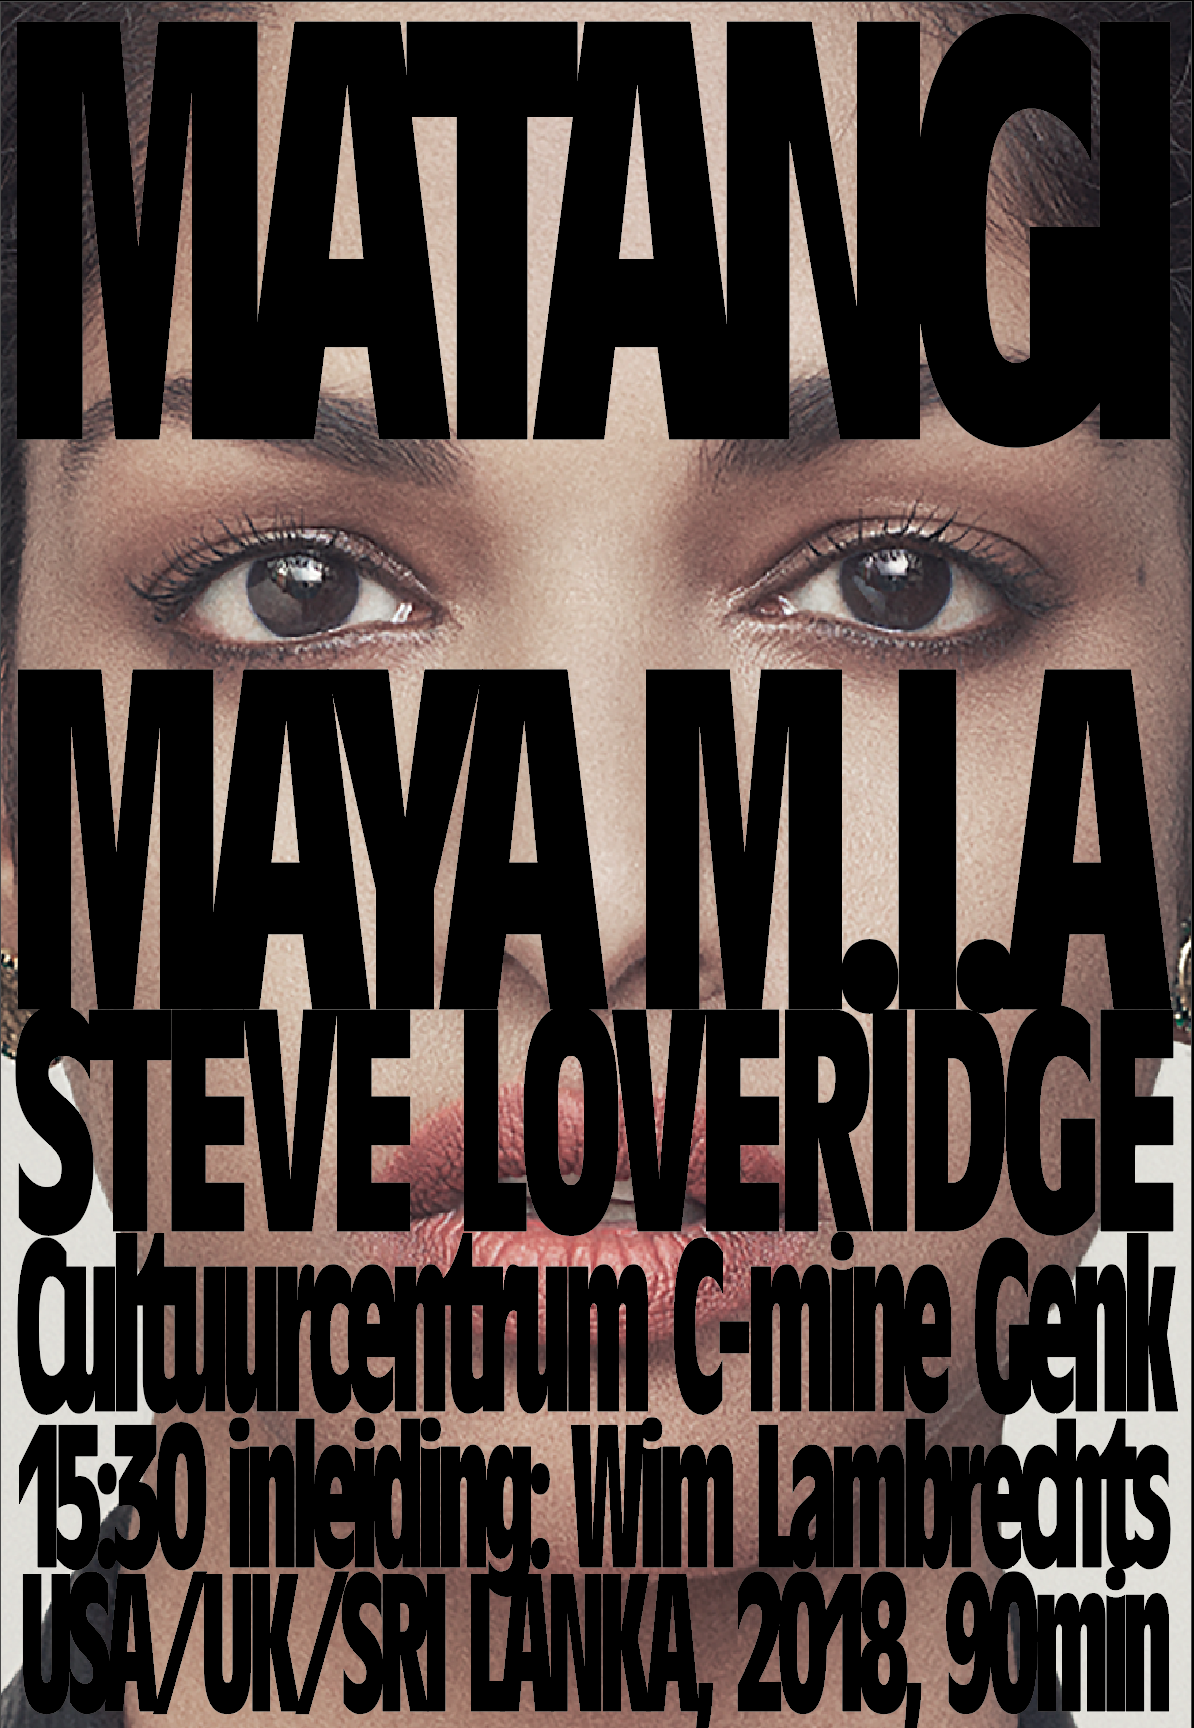 MATANGI
MAYA M.I.A
STEVE LOVERIDGE
Cultuurcentrum C-mine Genk
15:30 inleiding: Wim Lambrechts
USA/UK/SRI LANKA, 2018, 90min